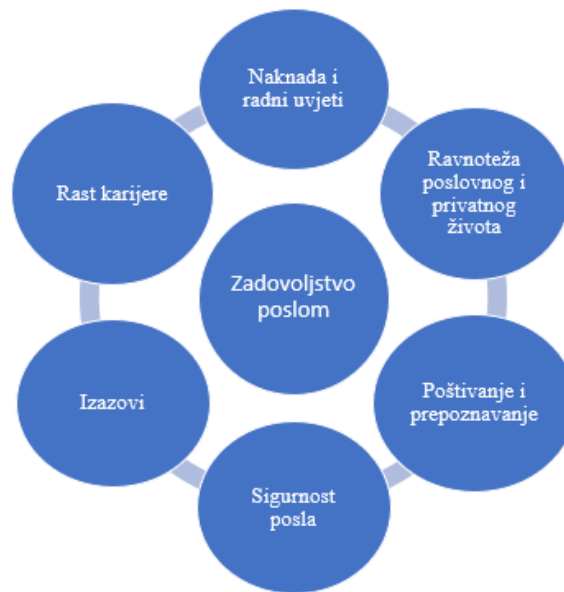 Naknada i
radni uvjeti
Ravnoteža
poslovnog i
privatnog
života
Poštivanje i
prepoznavanje
Sigurnost
posla
Izazovi
Rast karijere
Zadovoljstvo
poslom